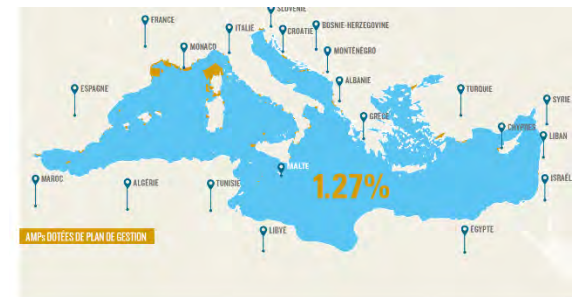 SLOVÉNIE
FRANCE
ITALIE
CROATIE
BOSNIE-HERZEGOVINE
MONACO
MONTÉNÉGRO
ESPAGNE
ALBANIE
TURQUIE
GRÈCE
SYRIE
CHYPRES
LIBAN
MALTE
MAROC
ALGÉRIE
TUNISIE
1.27%
ISRAËL
AMPs DOTÉES DE PLAN DE GESTION
LIBYE
EGYPTE